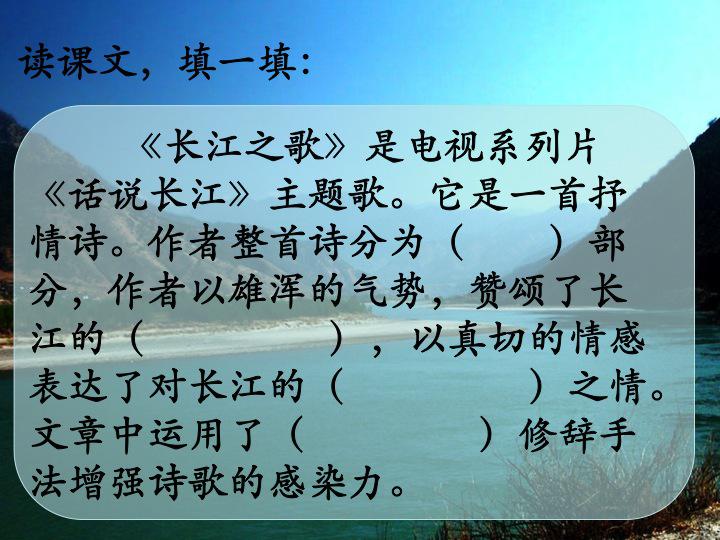 读课文，填一填：
《长江之歌》是电视系列片
《话说长江》主题歌。它是一首抒
情诗。作者整首诗分为（　　）部
分，作者以雄浑的气势，赞颂了长
江的（　　　　），以真切的情感
表达了对长江的（　　　　）之情。
文章中运用了（　　　　）修辞手
法增强诗歌的感染力。